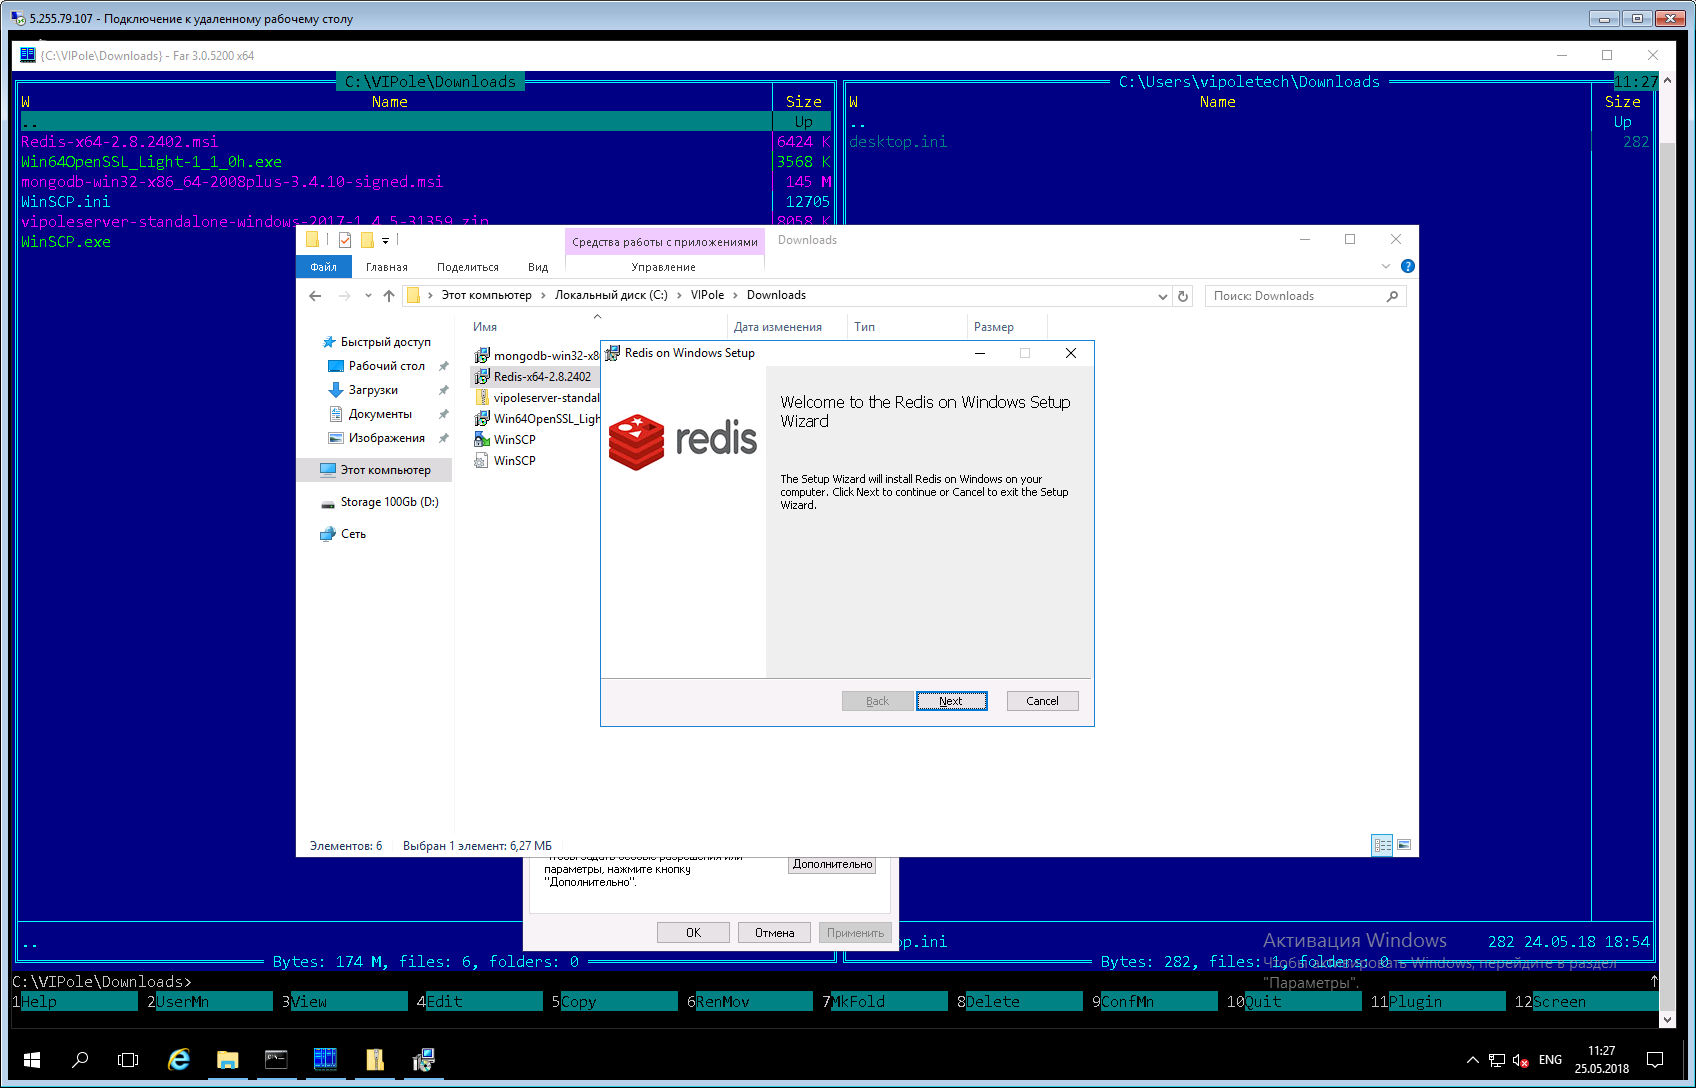 5.255.79.107 - Подключение к удаленному рабочему столу
{C:\VIPole\Downloads} - Far 3.0.5200 x64
C:\VIPole\Downloads
C:\Users\vipoletech\Downloads
11:27
W Name Size
W Name Size
.. Up
.. Up
Redis-x64-2.8.2402.msi 6424 K
desktop.ini 282
Win64OpenSSL_Light-1_1_0h.exe 3568 K
mongodb-win32-x86_64-2008plus-3.4.10-signed.msi 145 M
WinSCP.ini 12705
vipoleserver-standalone-windows-2017-1.4.5-31359.zip 8058 K
WinSCP.exe
Средства работы с приложениями
Downloads
Файл Главная Поделиться Вид Управление
Этот компьютер
Локальный диск (C:)
VIPole
Downloads
Поиск: Downloads
Имя Дата изменения Тип Размер
Быстрый доступ
Рабочий стол
Загрузки
Документы
Изображения
Этот компьютер
Storage 100Gb (D:)
Сеть
mongodb-win32-x8
Redis-x64-2.8.2402
vipoleserver-standal
Win64OpenSSL_Ligh
WinSCP
WinSCP
Redis on Windows Setup
redis
Welcome to the Redis on Windows Setup
Wizard
The Setup Wizard will install Redis on Windows on your
computer. Click Next to continue or Cancel to exit the Setup
Wizard.
Back Next Cancel
Элементов: 6 Выбран 1 элемент: 6,27 МБ
Чтобы задать особые разрешения или
параметры, нажмите кнопку
"Дополнительно".
Дополнительно
OK Отмена Применить
..
op.ini
282 24.05.18 18:54
Активация Windows
Чтобы активировать Windows, перейдите в раздел
"Параметры".
Bytes: 174 M, files: 6, folders: 0
Bytes: 282, files: 1, folders: 0
C:\VIPole\Downloads>
1Help 2UserMn 3View 4Edit 5Copy 6RenMov 7MkFold 8Delete 9ConfMn 10Quit 11Plugin 12Screen
ENG
11:27
25.05.2018